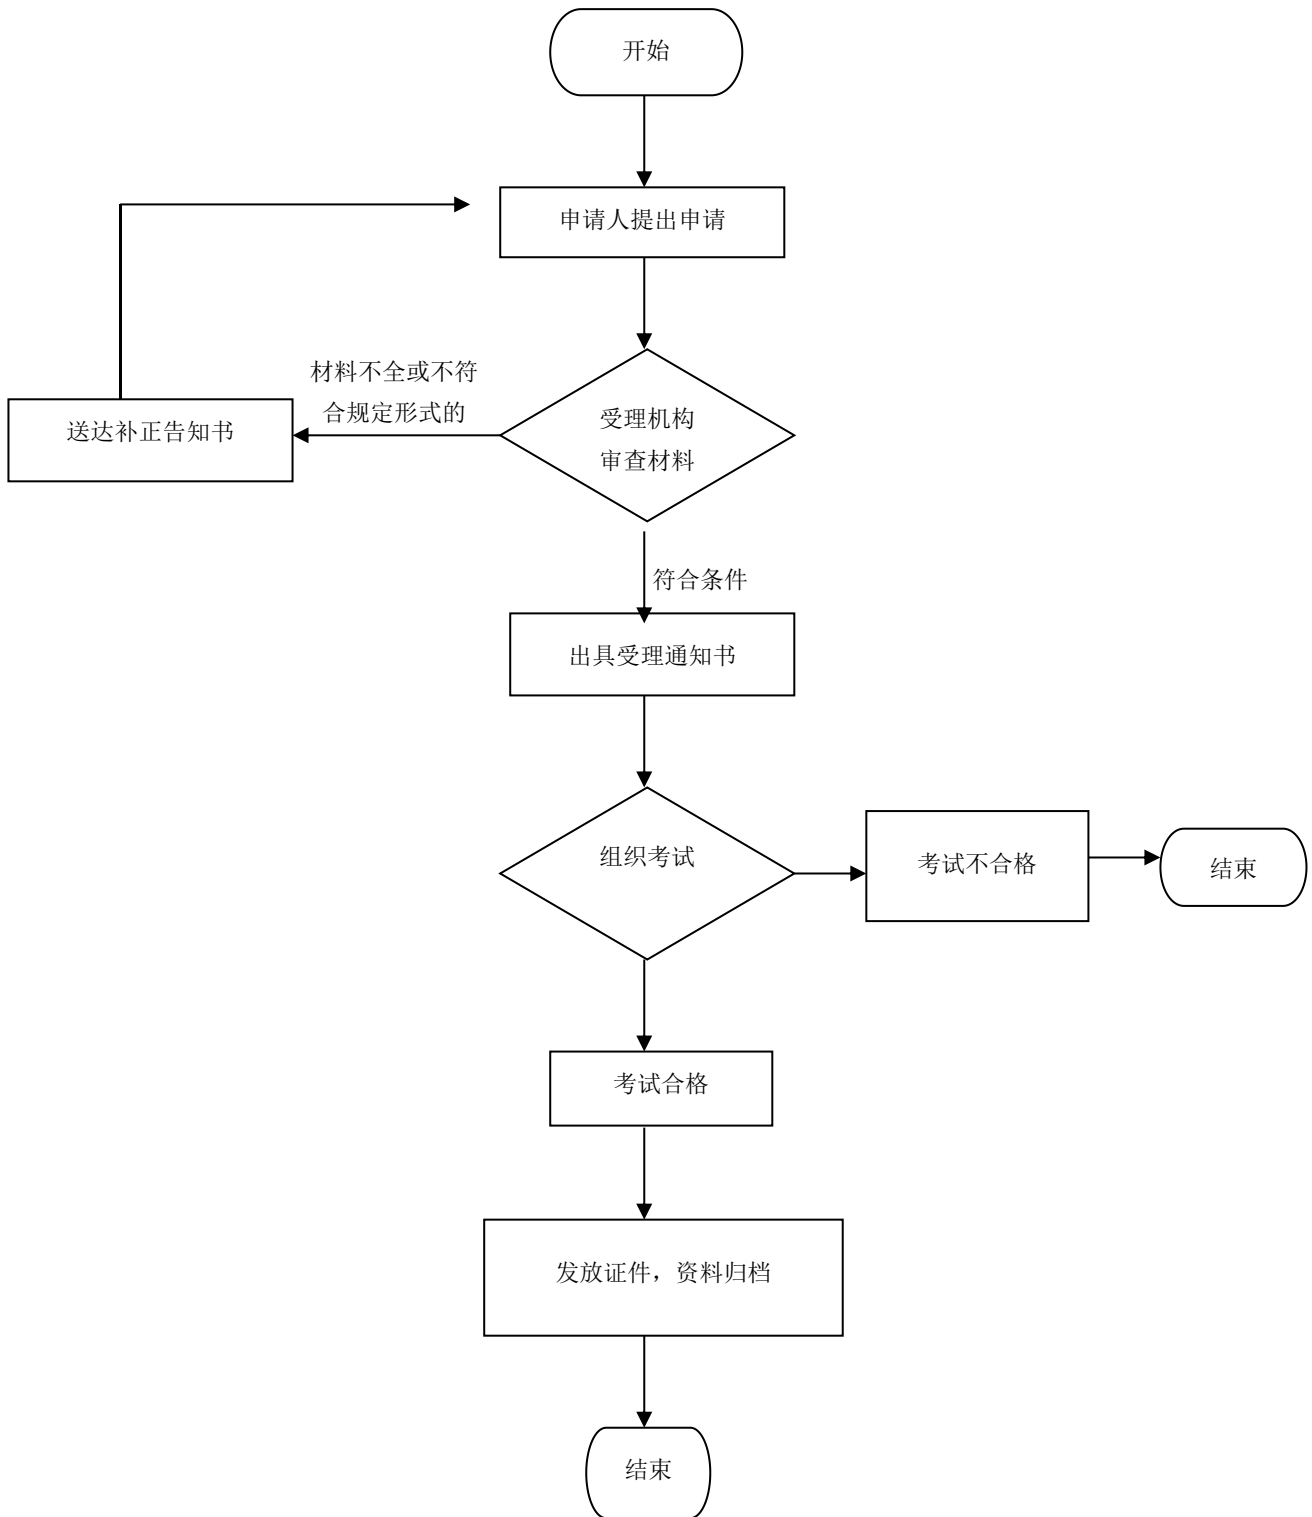 开始
申请人提出申请
材料不全或不符
合规定形式的
送达补正告知书
受理机构
审查材料
符合条件
出具受理通知书
组织考试
考试不合格
结束
考试合格
发放证件，资料归档
结束